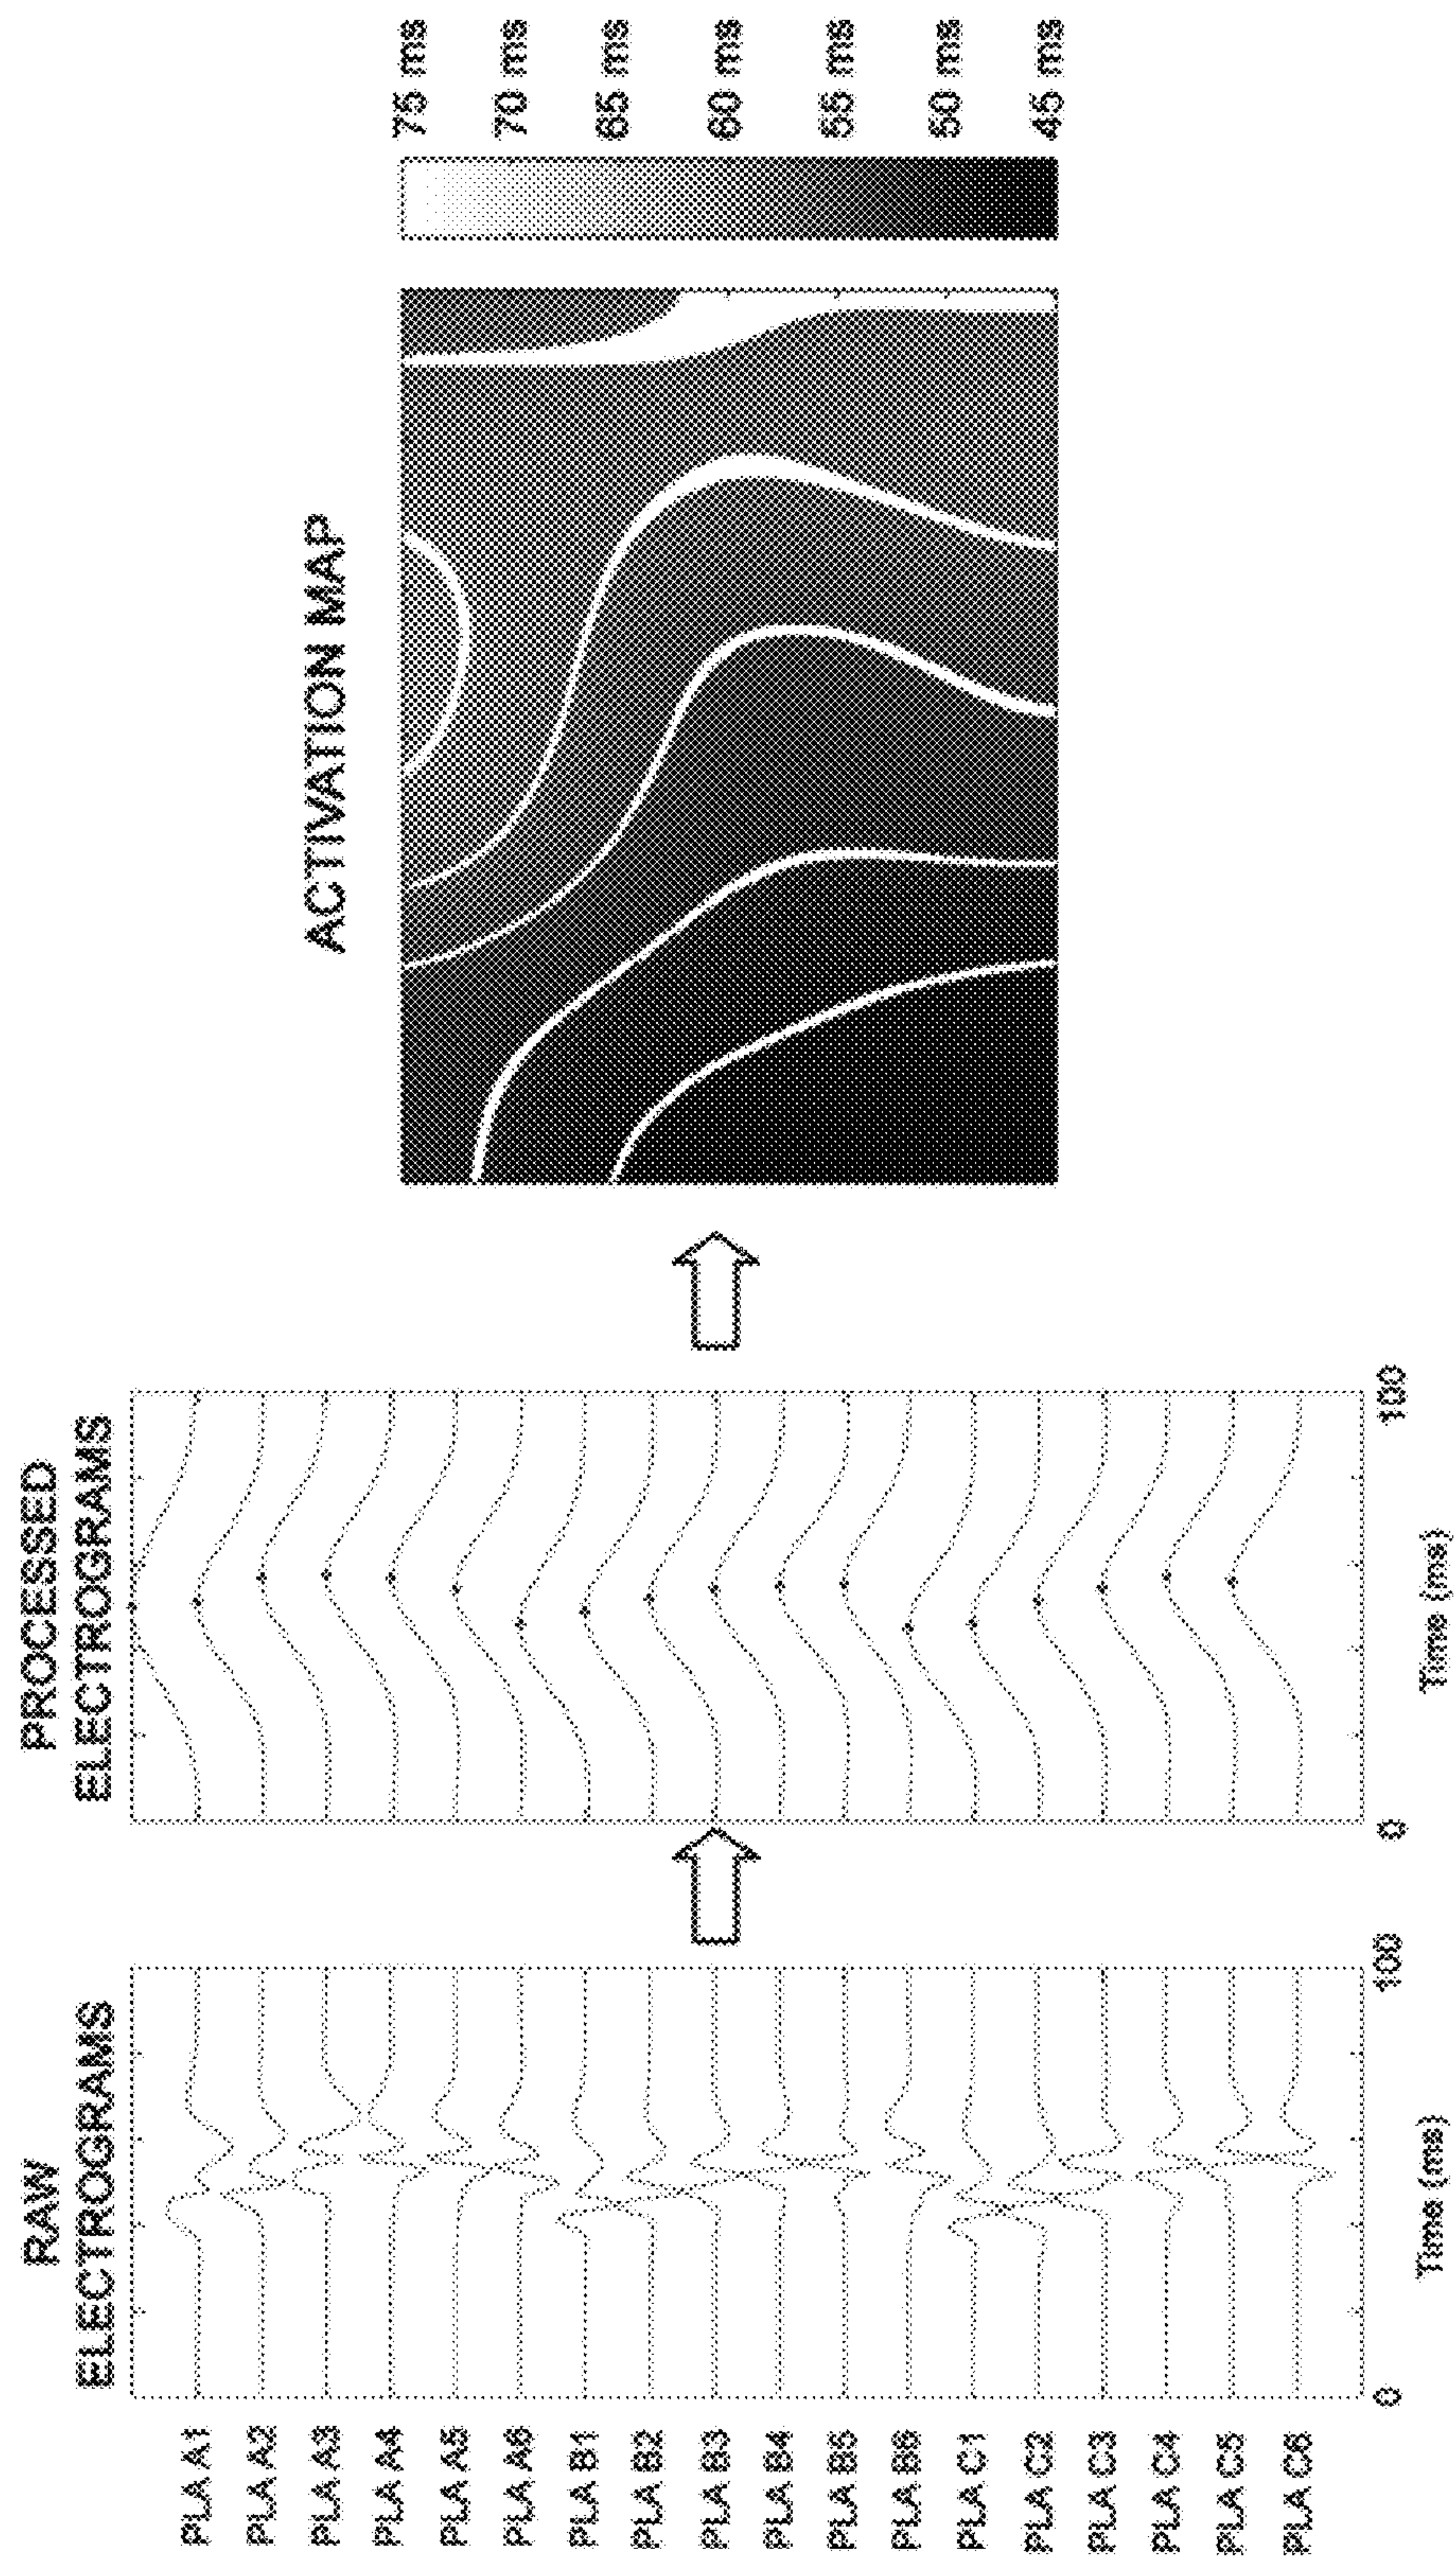 RAW
ELECTROGRAMS
PLA A1
PLA A2
PLA A3
PLA A4
PLA A5
PLA A6
PLA B1
PLA B2
PLA B3
PLA B4
PLA B5
PLA B6
PLA C1
PLA C2
PLA C3
PLA C4
PLA C5
PLA C6
0
100
Time (ms)
PROCESSED
ELECTROGRAMS
0
100
Time (ms)
ACTIVATION MAP
75 ms
70 ms
65 ms
60 ms
55 ms
50 ms
45 ms